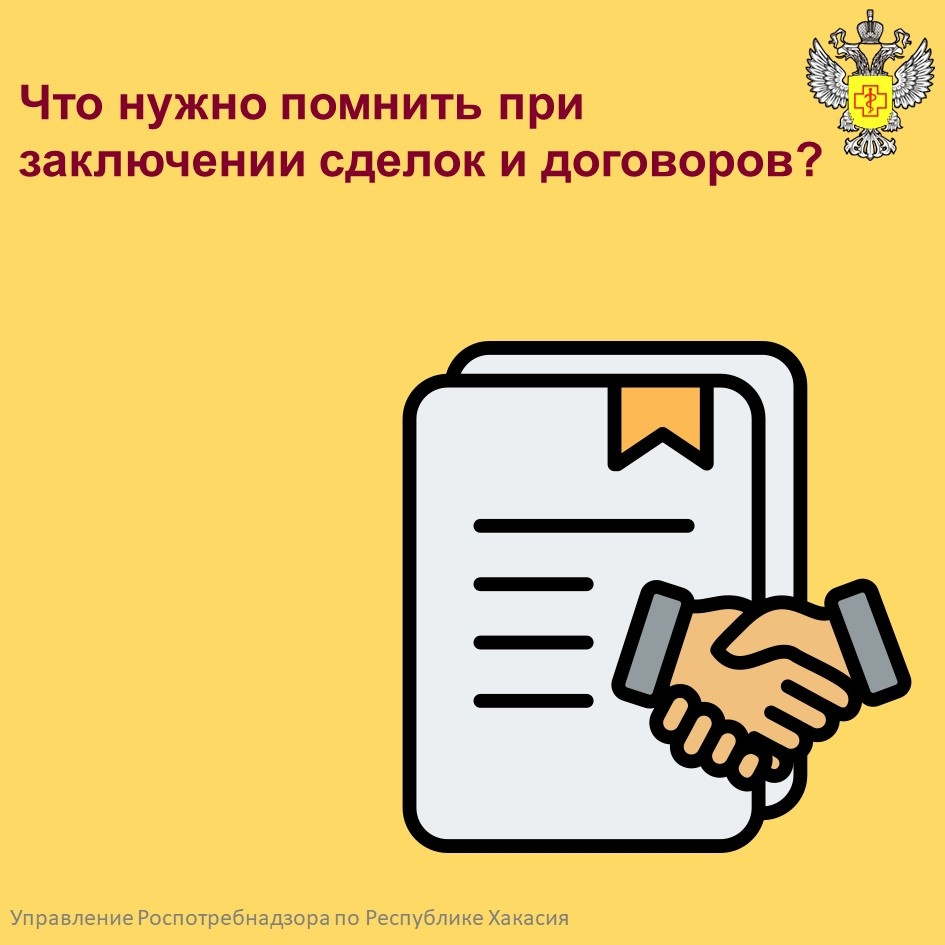 Что нужно помнить при
заключении сделок и договоров?
Управление Роспотребнадзора по Республике Хакасия